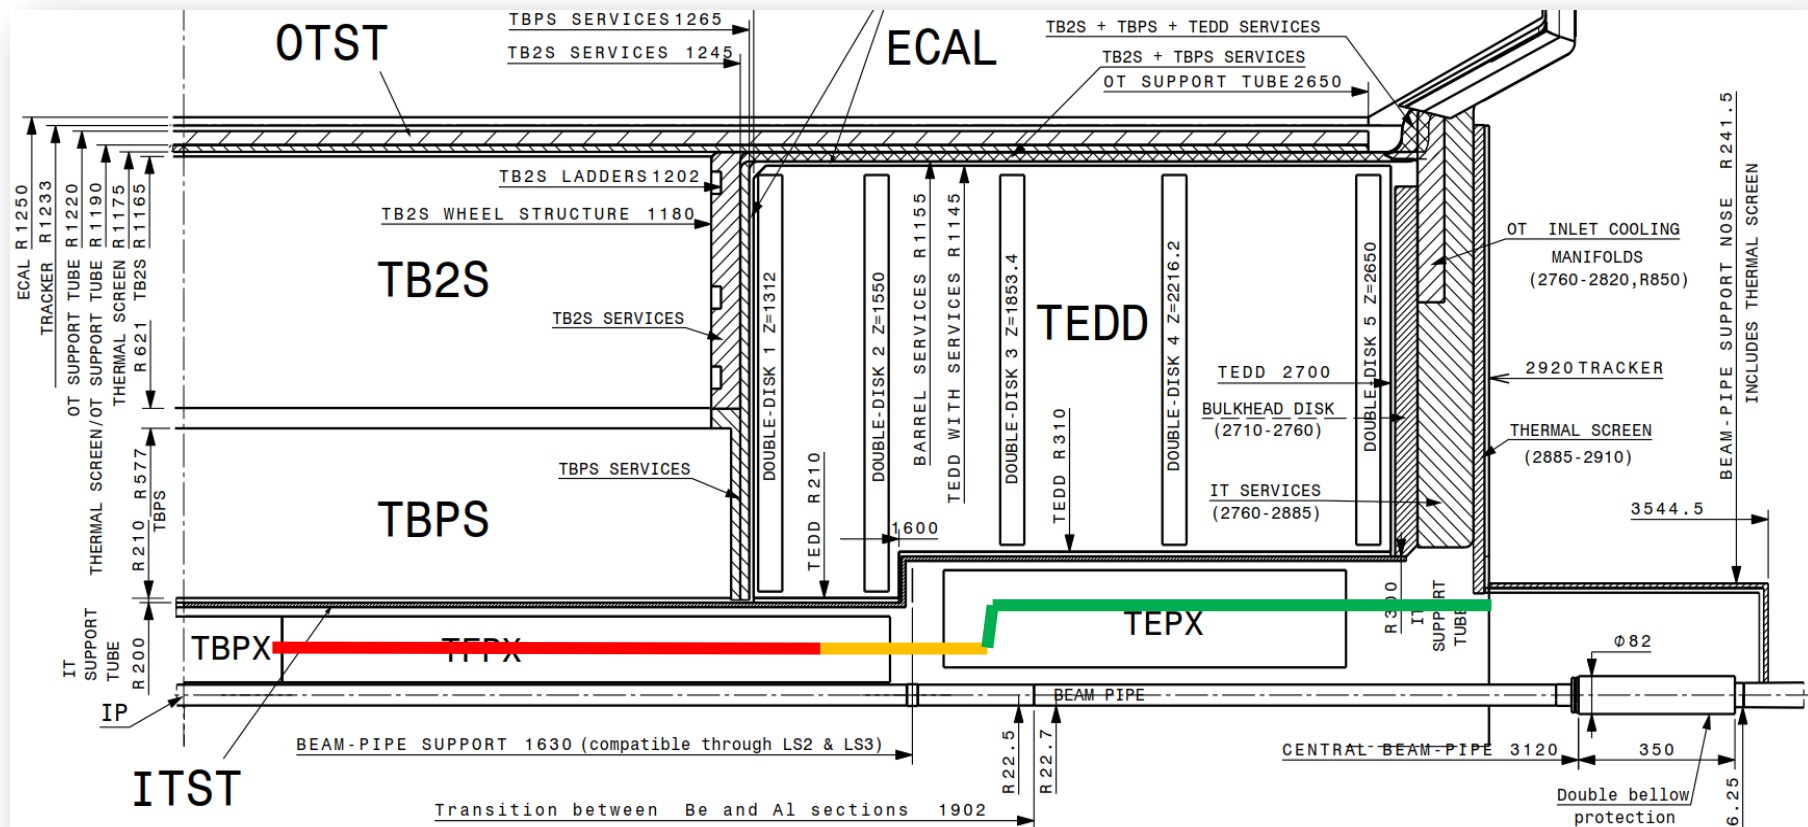 TBPS SERVICES 1265
TB2S SERVICES 1245
OTST
ECAL
TB2S + TBPS + TEDD SERVICES
TB2S + TBPS SERVICES
OT SUPPORT TUBE 2650
ECAL R1250
TRACKER R1233
OT SUPPORT TUBE R1220
THERMAL SCREEN/OT SUPPORT TUBE R1190
THERMAL SCREEN R1175
R621 TB2S R1165
TB2S LADDERS 1202
TB2S WHEEL STRUCTURE 1180
TB2S
TB2S SERVICES
TBPS SERVICES
TBPS
R210 R577
TBPS
DOUBLE-DISK 1 Z=1312
DOUBLE-DISK 2 Z=1550
BARREL SERVICES R1155
TEDD WITH SERVICES R1145
DOUBLE-DISK 3 Z=1853.4
DOUBLE-DISK 4 Z=2216.2
DOUBLE-DISK 5 Z=2650
TEDD
TEDD R210
TEDD R310
1600
TEDD 2700
BULKHEAD DISK
(2710-2760)
IT SERVICES
(2760-2885)
OT INLET COOLING
MANIFOLDS
(2760-2820,R850)
2920 TRACKER
THERMAL SCREEN
(2885-2910)
BEAM-PIPE SUPPORT NOSE R241.5
INCLUDES THERMAL SCREEN
3544.5
IT
SUPPORT
TUBE
R200
TBPX
TEPX
R300
Φ82
IP
BEAM PIPE
BEAM-PIPE SUPPORT 1630 (compatible through LS2 & LS3)
R22.5
R22.7
CENTRAL BEAM-PIPE 3120
350
ITST
Transition between Be and Al sections 1902
Double bellow
protection
6.25